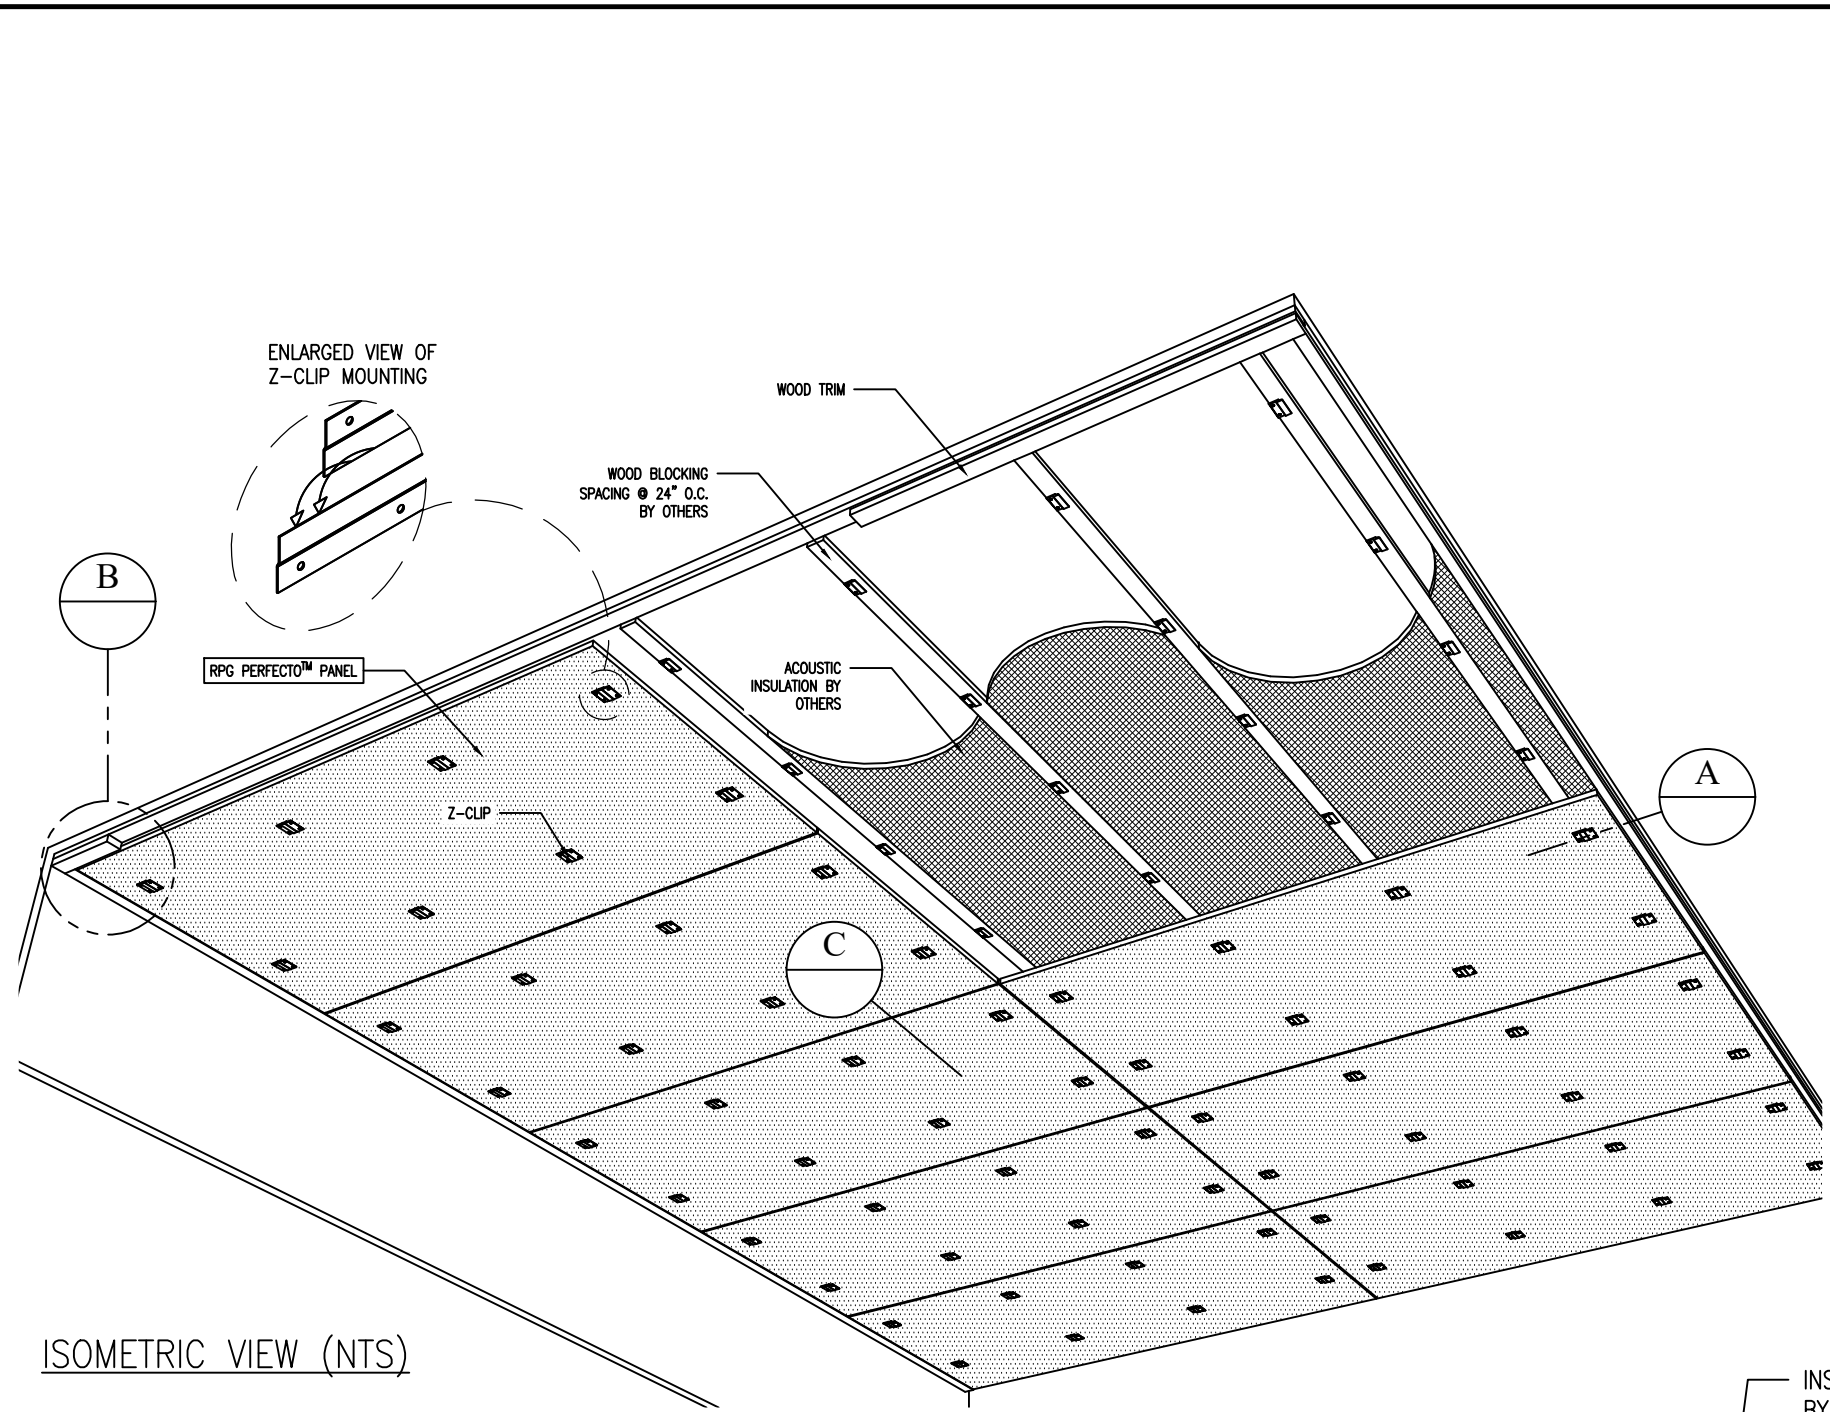 ENLARGED VIEW OF
Z-CLIP MOUNTING
WOOD TRIM
WOOD BLOCKING
SPACING @ 24" O.C.
BY OTHERS
B
RPG PERFECTO™ PANEL
ACOUSTIC
INSULATION BY
OTHERS
A
Z-CLIP
C
ISOMETRIC VIEW (NTS)
INS
BY